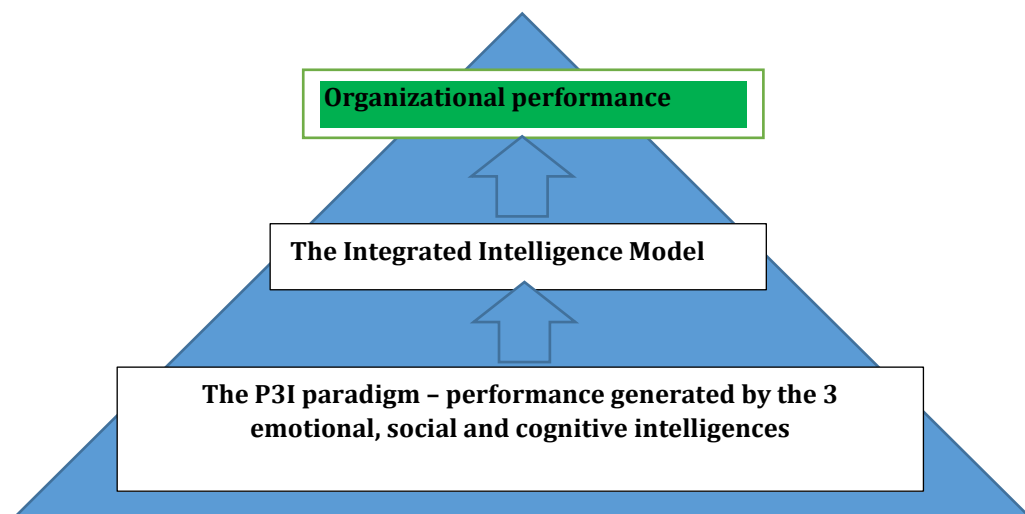 Organizational performance
The Integrated Intelligence Model
The P3I paradigm – performance generated by the 3
emotional, social and cognitive intelligences